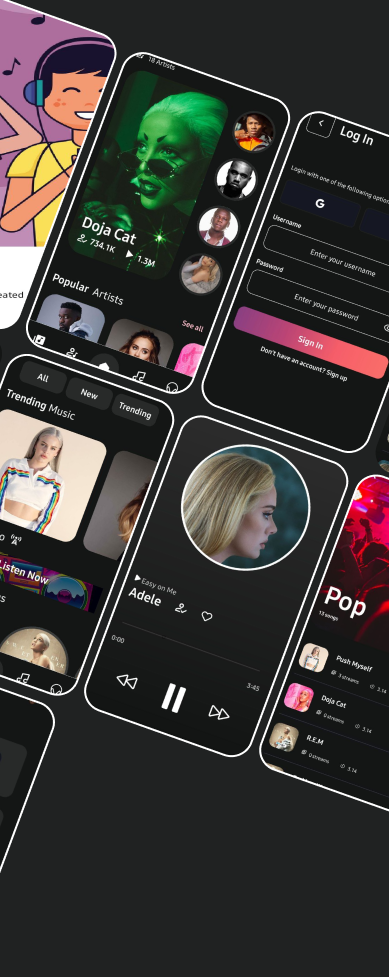 eated
18 Artists
Doja Cat
734.1K
1.3M
Popular Artists
See all
Log In
Login with one of the following option
G
Username
Enter your username
Password
Enter your password
Sign In
Don't have an account? Sign up
All
New
Trending
Trending Music
Listen Now
Easy on Me
Adele
0:00
3:45
Pop
13 songs
Push Myself
3 streams
3.14
Doja Cat
0 streams
3.14
R.E.M
0 streams
3.14